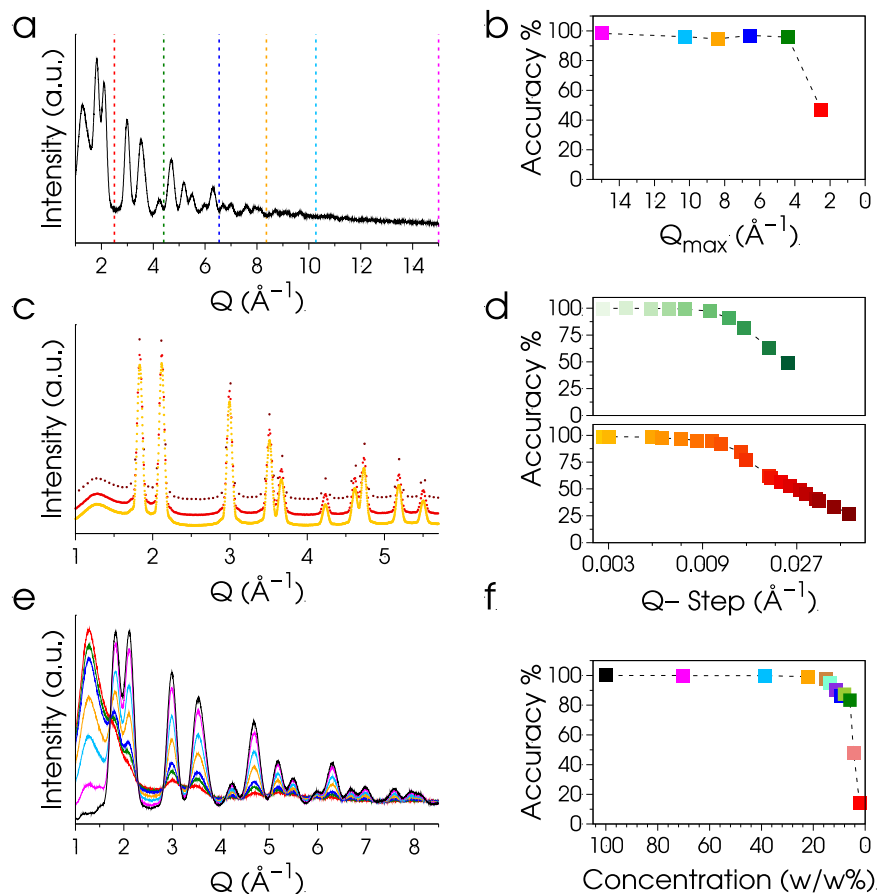 a
Intensity (a.u.)
2 4 6 8 10 12 14
Q (Å⁻¹)
b
Accuracy %
100
80
60
40
20
0
14 12 10 8 6 4 2 0
Qmax (Å⁻¹)
c
Intensity (a.u.)
1 2 3 4 5
Q (Å⁻¹)
d
Accuracy %
100
75
50
25
0
Accuracy %
100
75
50
25
0.003 0.009 0.027
Q– Step (Å⁻¹)
e
Intensity (a.u.)
1 2 3 4 5 6 7 8
Q (Å⁻¹)
f
Accuracy %
100
80
60
40
20
0
100 80 60 40 20 0
Concentration (w/w%)